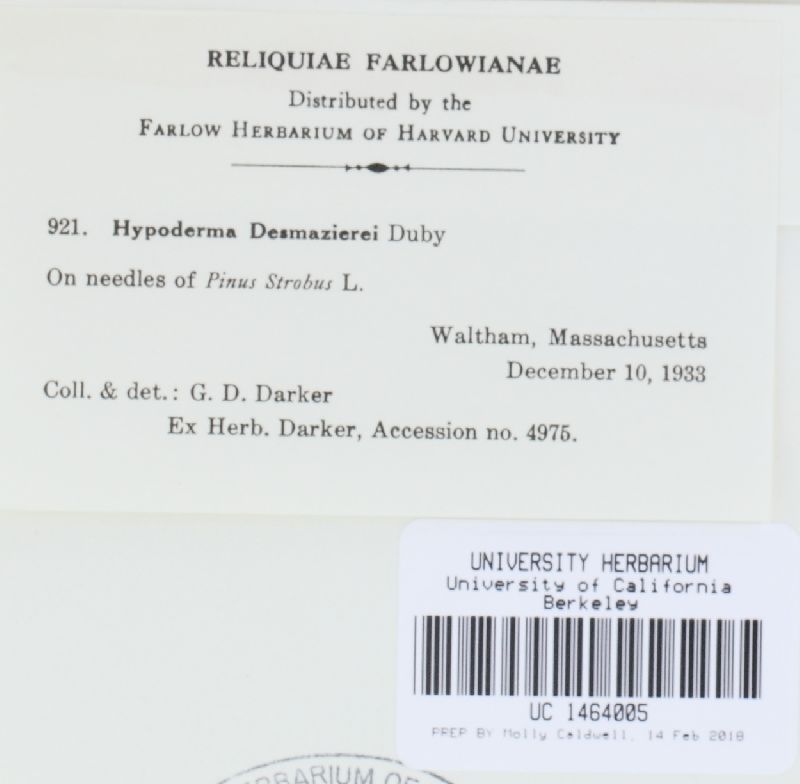 RELIQUIAE FARLOWIANAE
Distributed by the
FARLOW HERBARIUM OF HARVARD UNIVERSITY
921. Hypoderma Desmazierei Duby
On needles of Pinus Strobus L.
Waltham, Massachusetts
December 10, 1933
Coll. & det.: G. D. Darker
Ex Herb. Darker, Accession no. 4975.
UNIVERSITY HERBARIUM
University of California
Berkeley
UC 1464005
PREP BY Molly Caldwell, 14 Feb 2018
HERBARIUM OF